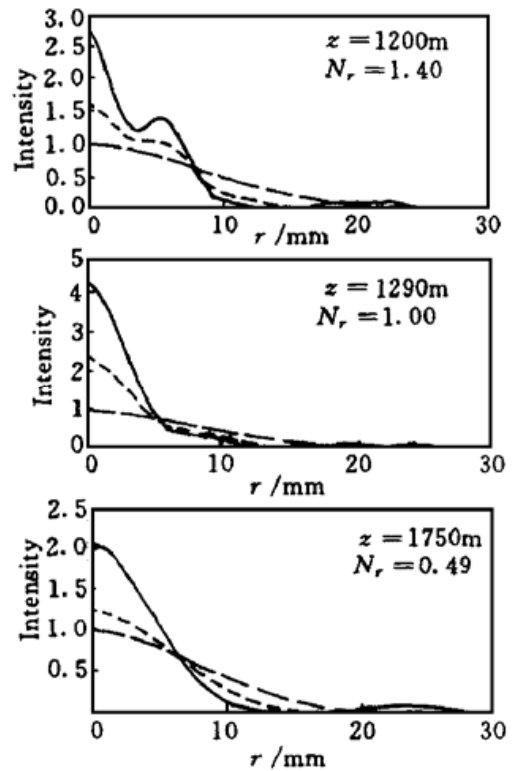 3.0
2.5
2.0
1.5
1.0
0.5
0.0
Intensity
z = 1200m
N_r = 1.40
0 10 20 30
r /mm
5
4
3
2
1
0
Intensity
z = 1290m
N_r = 1.00
0 10 20 30
r /mm
2.5
2.0
1.5
1.0
0.5
Intensity
z = 1750m
N_r = 0.49
0 10 20 30
r /mm